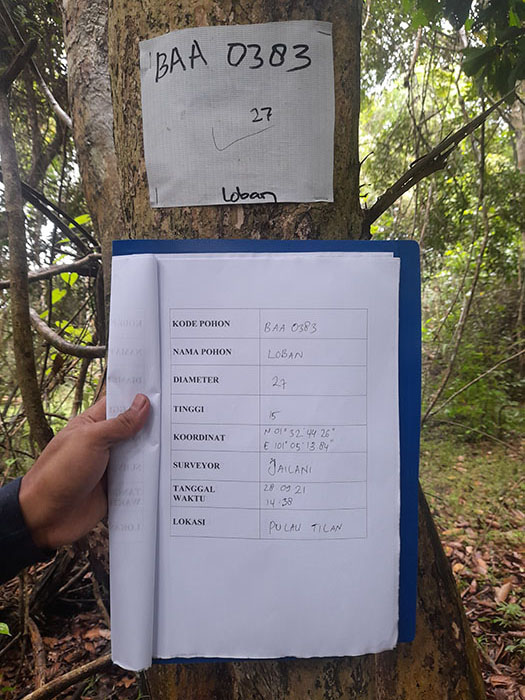 BAA 0383
27
Loban
KODE POHON BAA 0383
NAMA POHON LOBAN
DIAMETER 27
TINGGI 15
KOORDINAT N 01° 32' 44.26"
E 101° 05' 13.84"
SURVEYOR JAILANI
TANGGAL 28 09 21
WAKTU 14:38
LOKASI PULAU TILAN